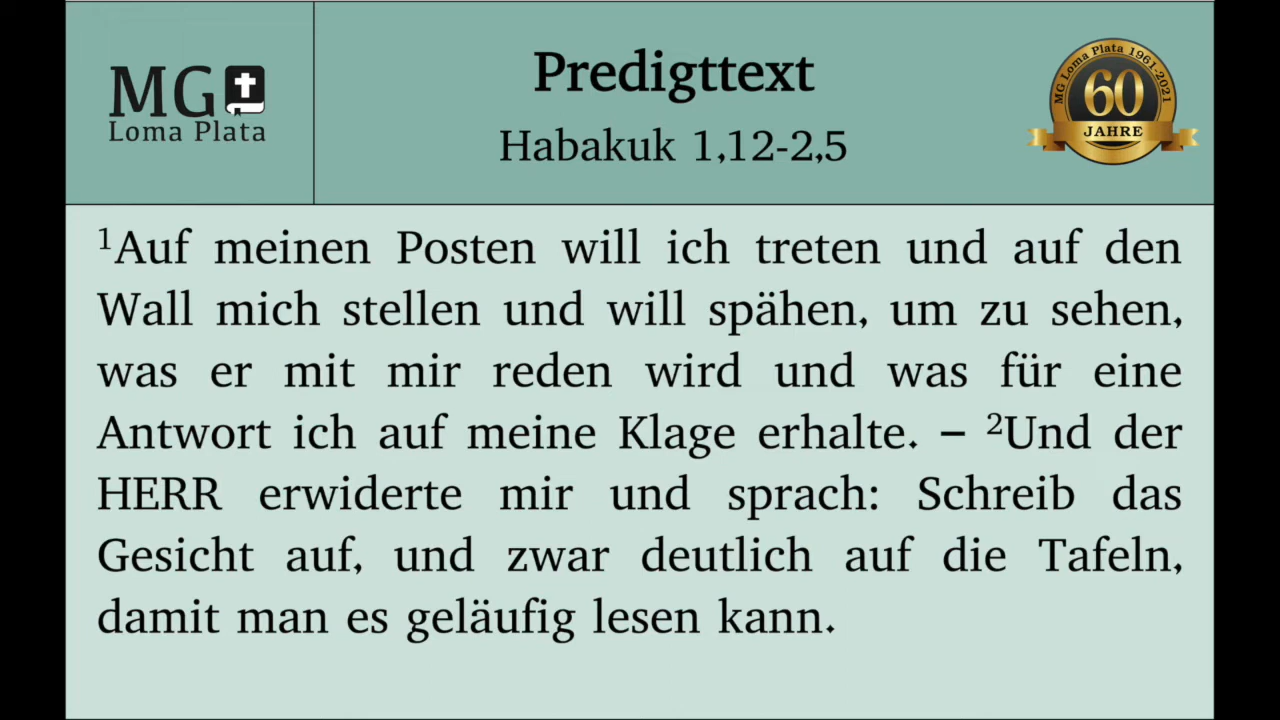 MG
Loma Plata
Predigttext
Habakuk 1,12-2,5
MG Loma Plata 1961-2021
60
JAHRE
¹Auf meinen Posten will ich treten und auf den
Wall mich stellen und will spähen, um zu sehen,
was er mit mir reden wird und was für eine
Antwort ich auf meine Klage erhalte. – ²Und der
HERR erwiderte mir und sprach: Schreib das
Gesicht auf, und zwar deutlich auf die Tafeln,
damit man es geläufig lesen kann.